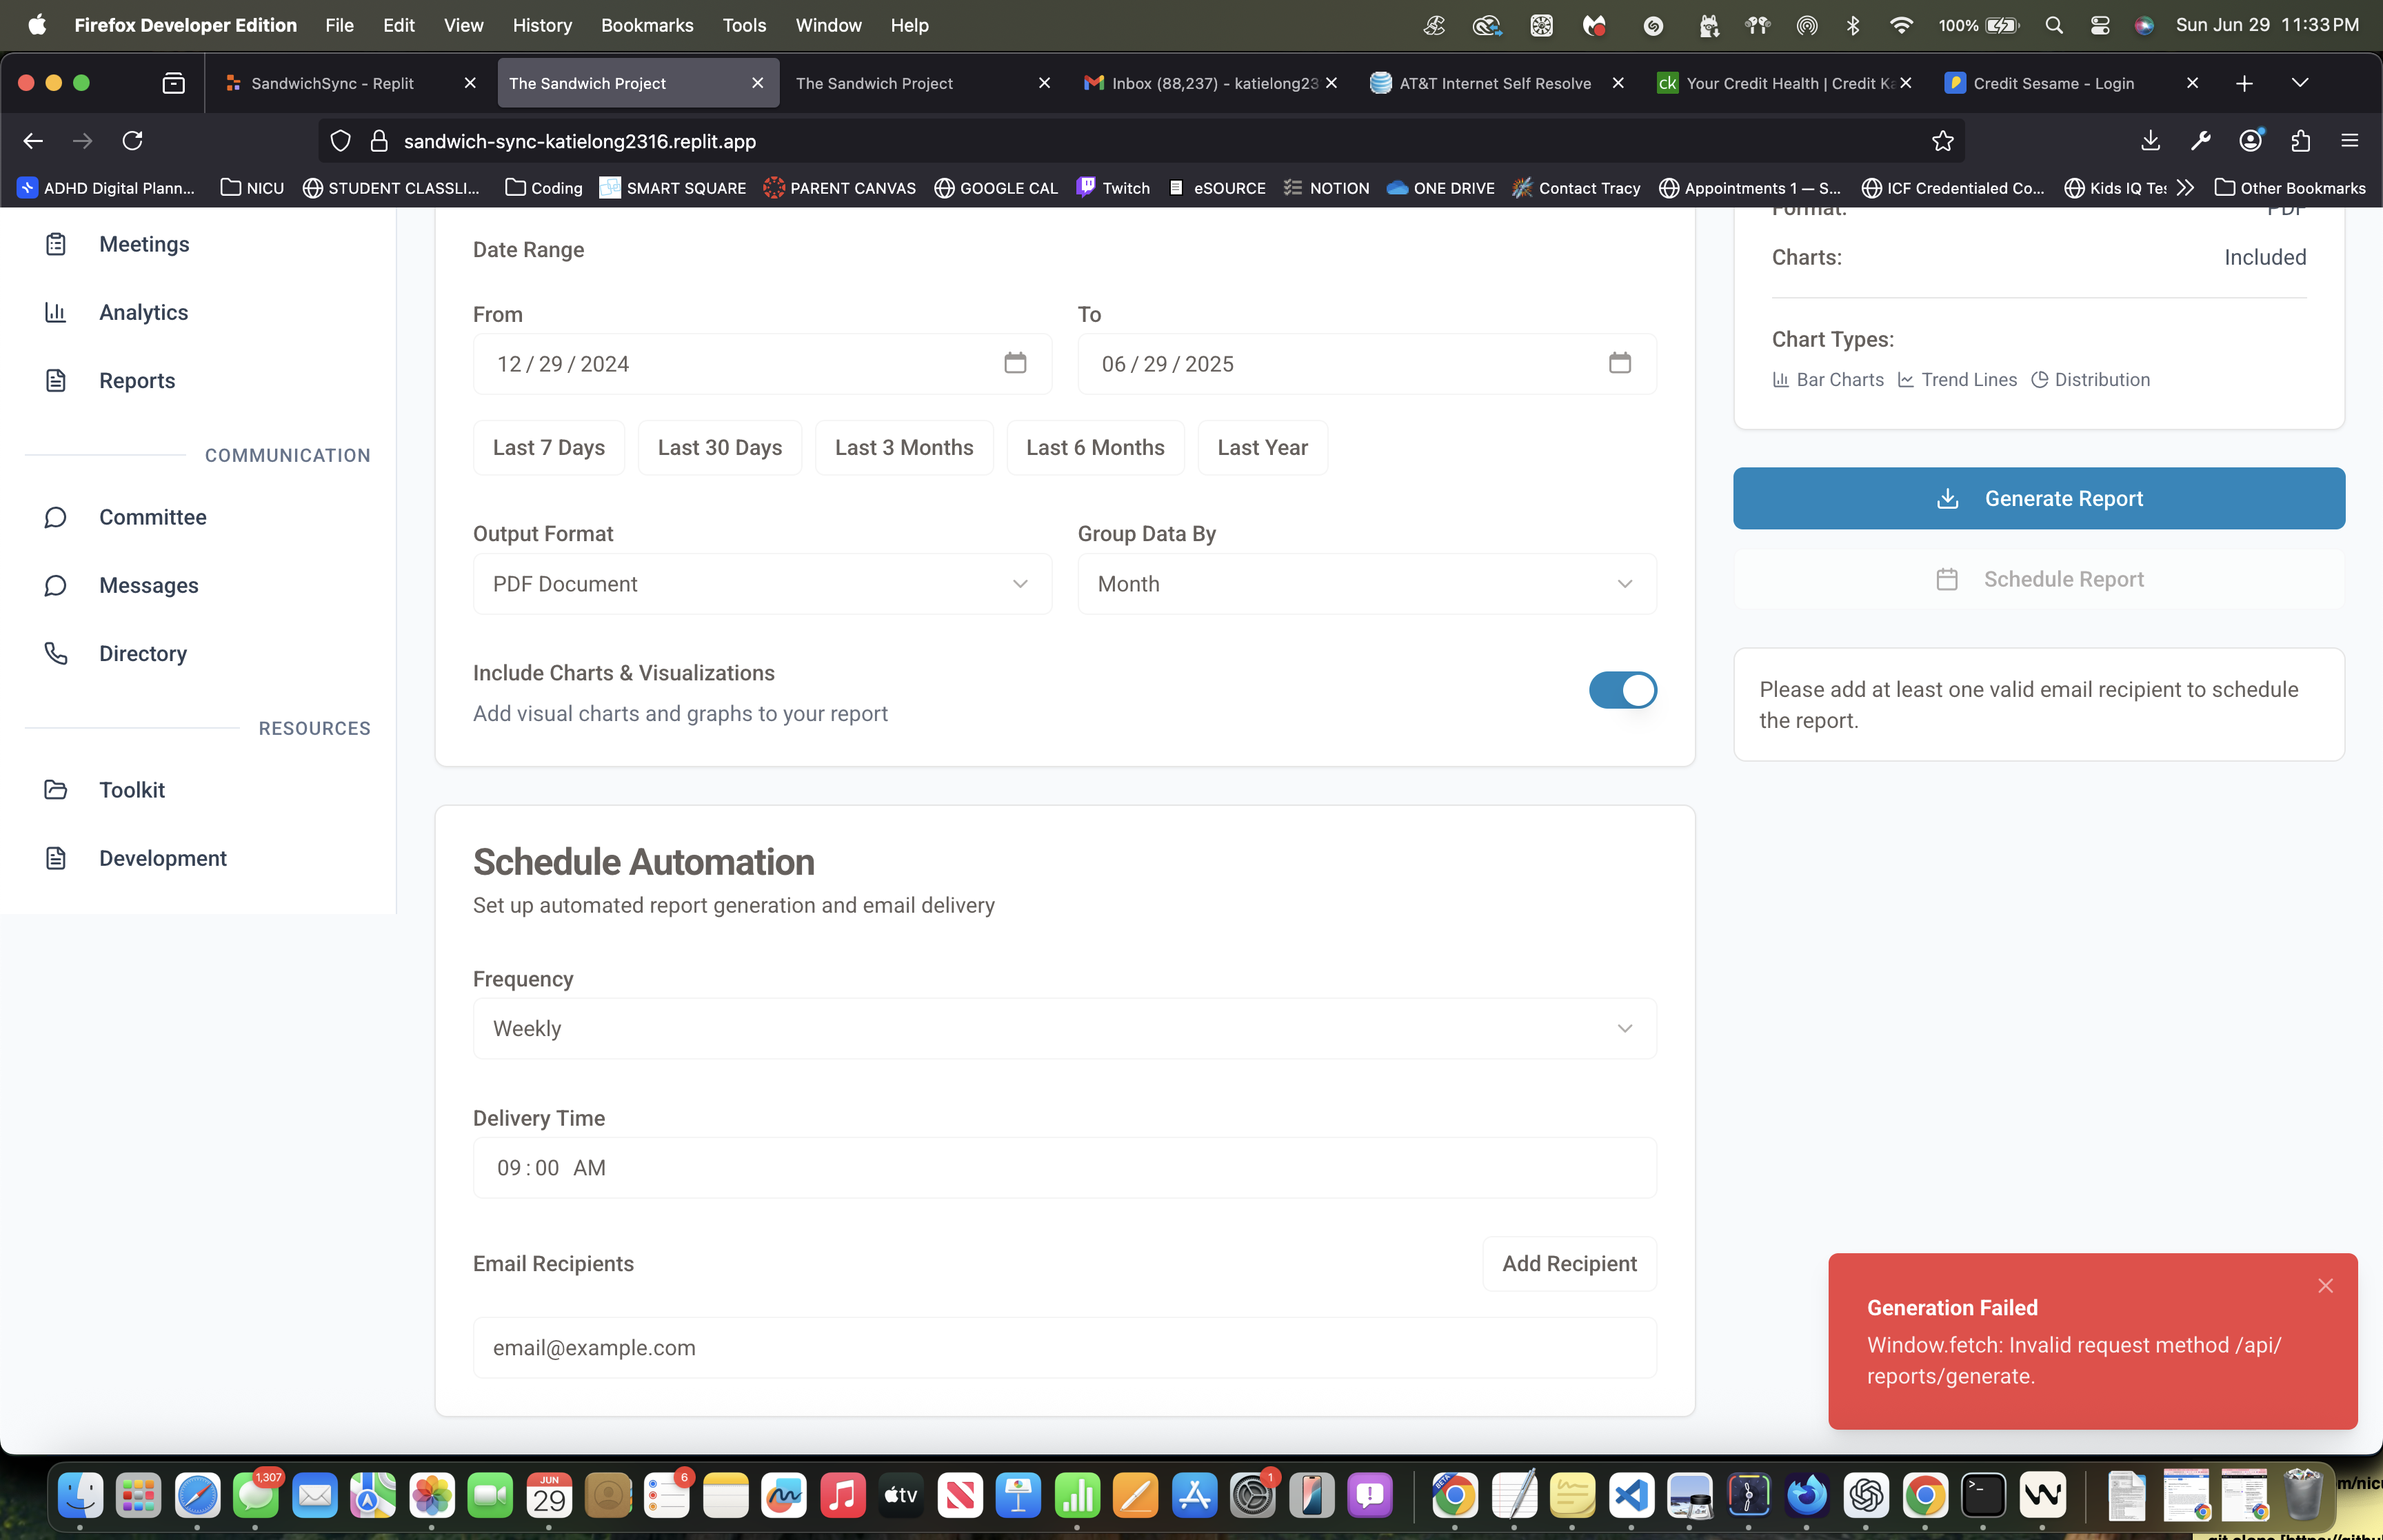 Firefox Developer Edition File Edit View History Bookmarks Tools Window Help 100% Sun Jun 29 11:33 PM
SandwichSync - Replit The Sandwich Project The Sandwich Project Inbox (88,237) - katielong23 AT&T Internet Self Resolve ck Your Credit Health | Credit Ka Credit Sesame - Login
sandwich-sync-katielong2316.replit.app
ADHD Digital Plann... NICU STUDENT CLASSLI... Coding SMART SQUARE PARENT CANVAS GOOGLE CAL Twitch eSOURCE NOTION ONE DRIVE Contact Tracy Appointments 1 — S... ICF Credentialed Co... Kids IQ Tes Other Bookmarks
Meetings
Analytics
Reports
COMMUNICATION
Committee
Messages
Directory
RESOURCES
Toolkit
Development
Date Range
From
12 / 29 / 2024
To
06 / 29 / 2025
Last 7 Days Last 30 Days Last 3 Months Last 6 Months Last Year
Output Format
PDF Document
Group Data By
Month
Include Charts & Visualizations
Add visual charts and graphs to your report
Schedule Automation
Set up automated report generation and email delivery
Frequency
Weekly
Delivery Time
09 : 00 AM
Email Recipients
Add Recipient
email@example.com
Format: PDF
Charts: Included
Chart Types:
Bar Charts Trend Lines Distribution
Generate Report
Schedule Report
Please add at least one valid email recipient to schedule
the report.
Generation Failed
Window.fetch: Invalid request method /api/
reports/generate.
1,307
JUN
29
6
tv
1
BETA
m/nicu